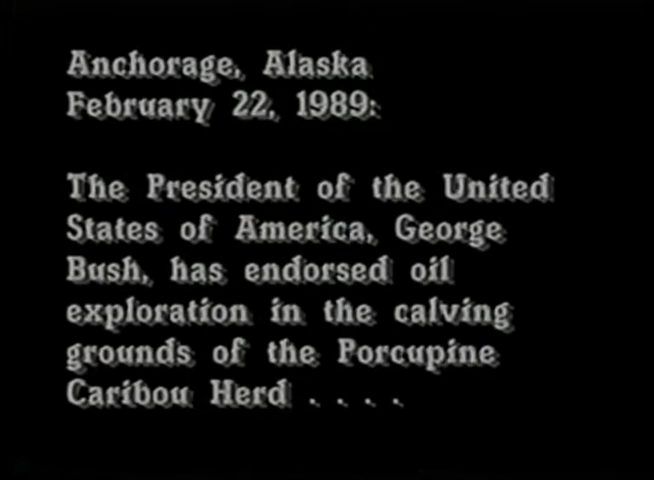 Anchorage, Alaska
February 22, 1989:
The President of the United
States of America, George
Bush, has endorsed oil
exploration in the calving
grounds of the Porcupine
Caribou Herd . . . .